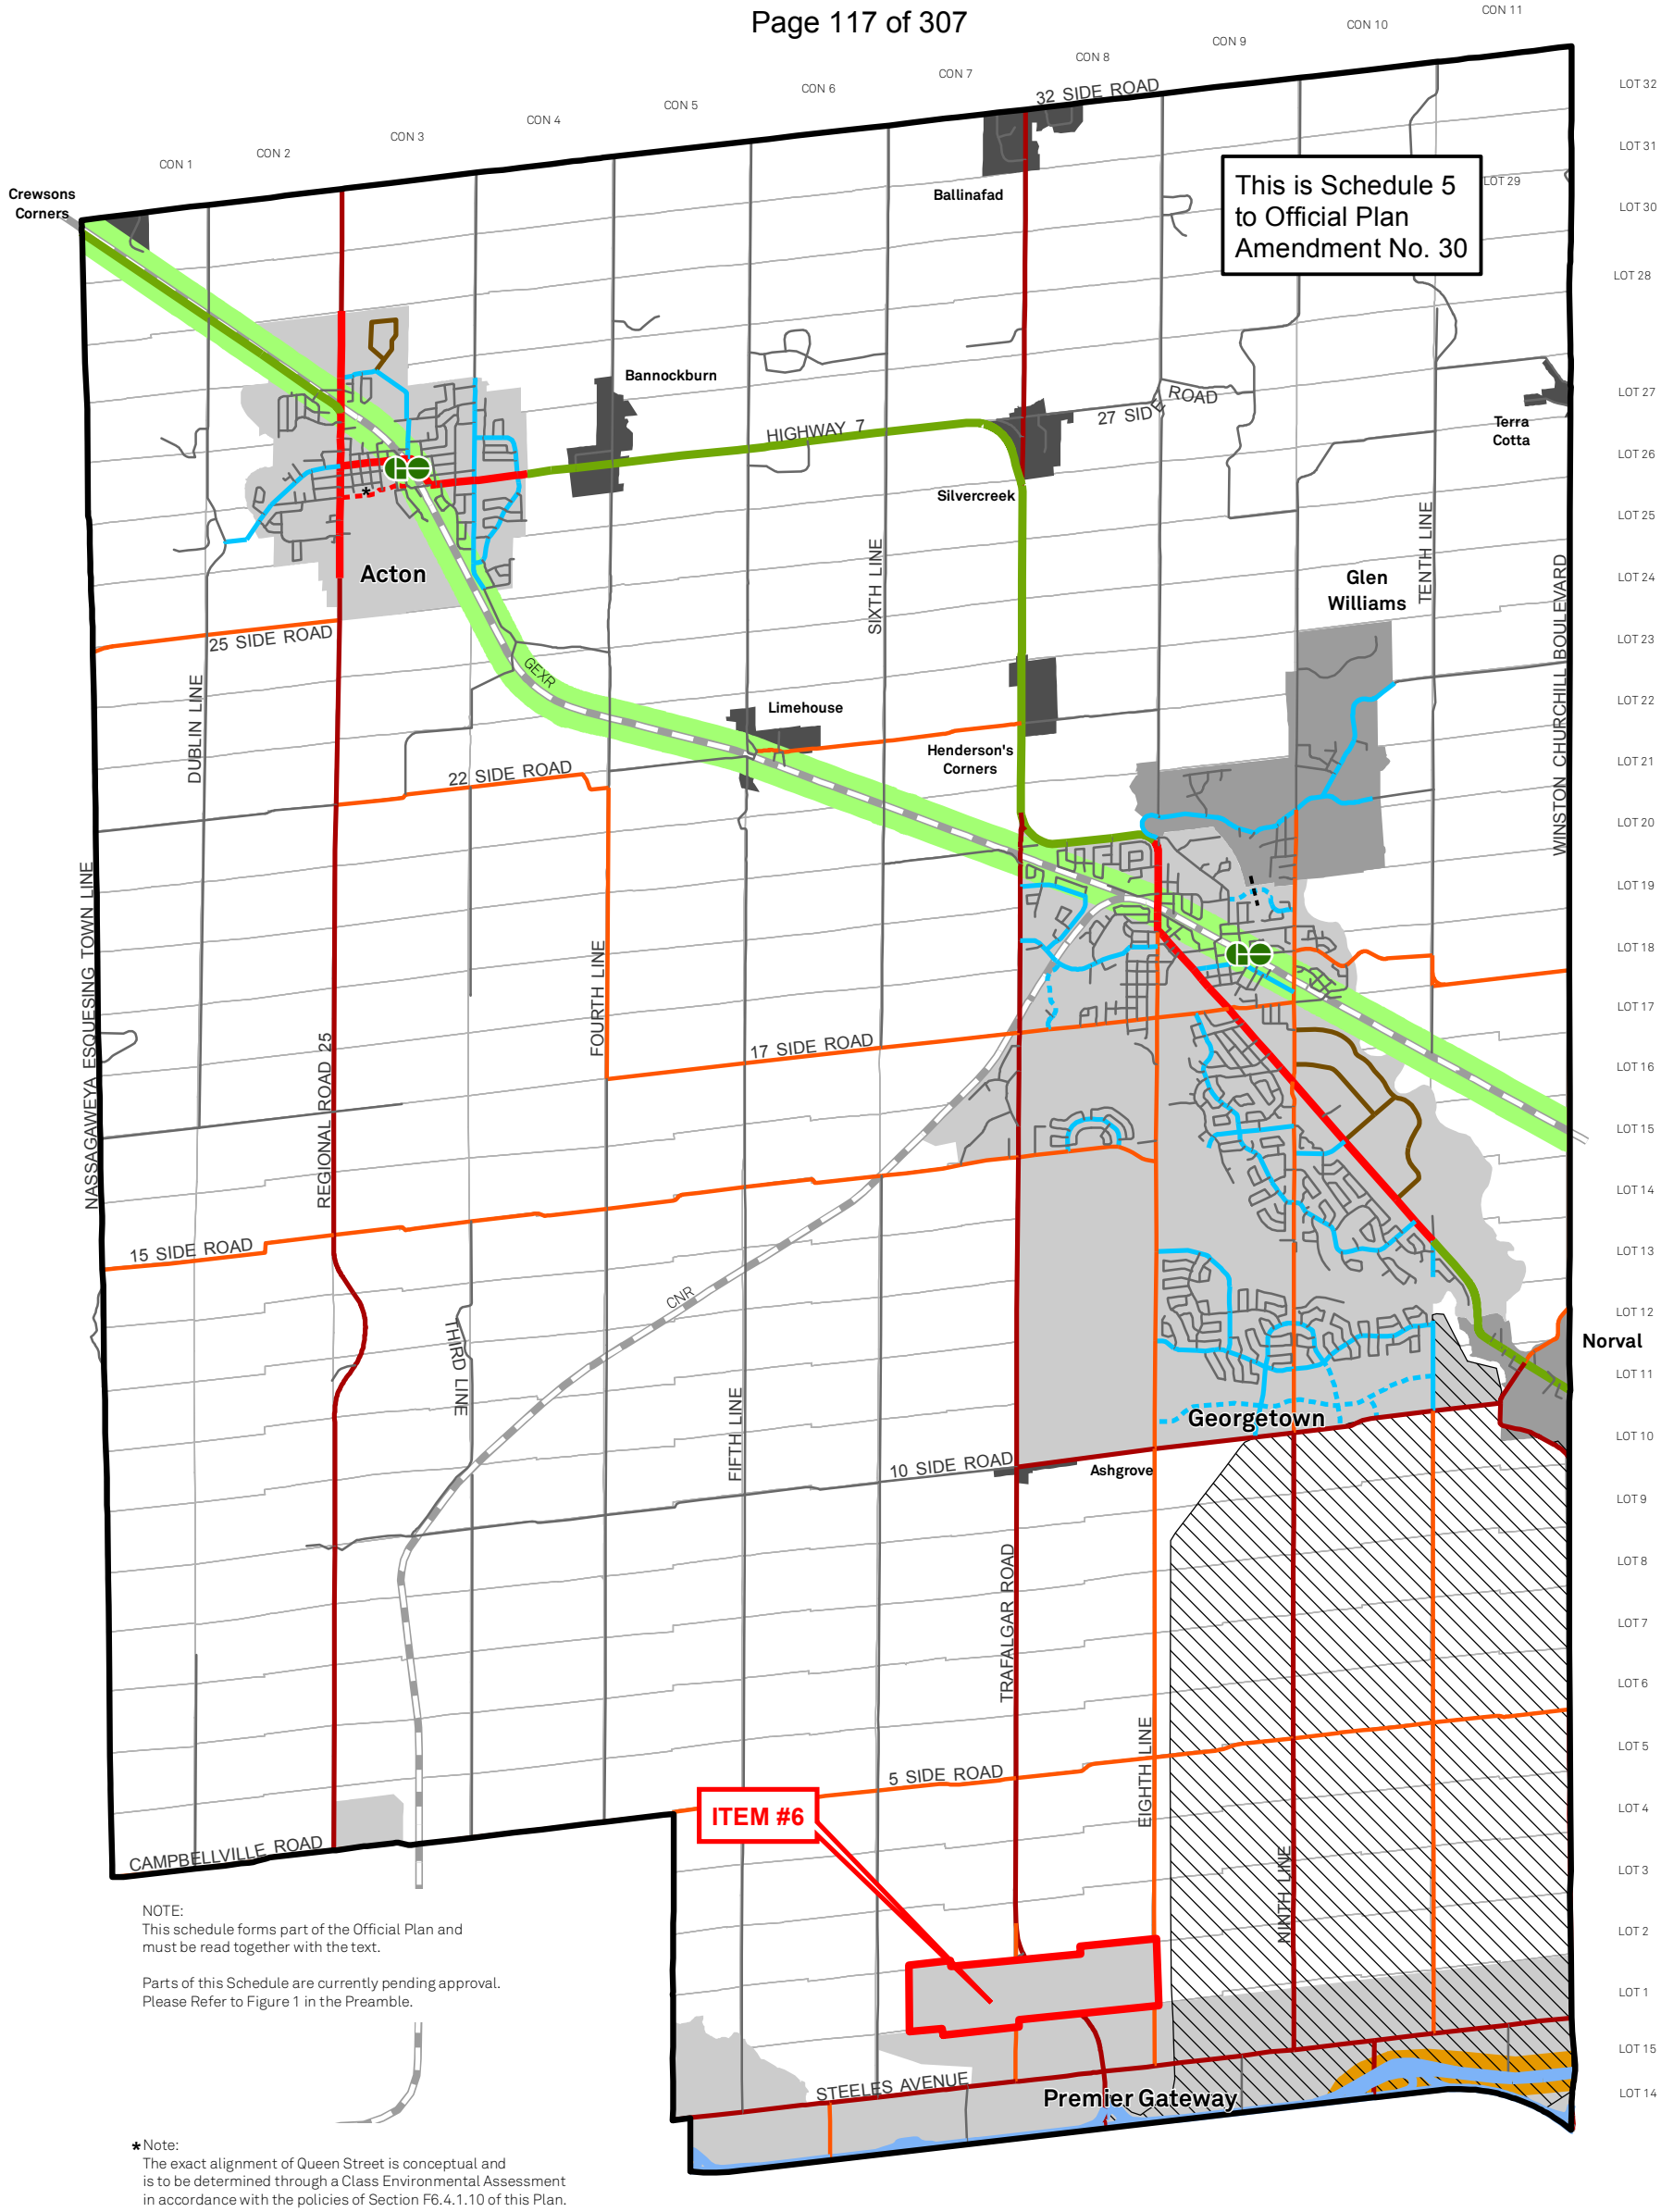 Page 117 of 307
CON 1
CON 2
CON 3
CON 4
CON 5
CON 6
CON 7
CON 8
CON 9
CON 10
CON 11
32 SIDE ROAD
LOT 32
LOT 31
LOT 30
LOT 29
LOT 28
LOT 27
LOT 26
LOT 25
LOT 24
LOT 23
LOT 22
LOT 21
LOT 20
LOT 19
LOT 18
LOT 17
LOT 16
LOT 15
LOT 14
LOT 13
LOT 12
LOT 11
LOT 10
LOT 9
LOT 8
LOT 7
LOT 6
LOT 5
LOT 4
LOT 3
LOT 2
LOT 1
LOT 15
LOT 14
This is Schedule 5
to Official Plan
Amendment No. 30
Crewsons
Corners
Ballinafad
Bannockburn
HIGHWAY 7
27 SIDE ROAD
Terra
Cotta
Silvercreek
*
Acton
SIXTH LINE
TENTH LINE
Glen
Williams
WINSTON CHURCHILL BOULEVARD
25 SIDE ROAD
GEXR
DUBLIN LINE
Limehouse
Henderson's
Corners
22 SIDE ROAD
NASSAGAWEYA ESQUESING TOWN LINE
FOURTH LINE
17 SIDE ROAD
REGIONAL ROAD 25
15 SIDE ROAD
CNR
THIRD LINE
FIFTH LINE
Norval
Georgetown
10 SIDE ROAD
Ashgrove
TRAFALGAR ROAD
EIGHTH LINE
5 SIDE ROAD
ITEM #6
CAMPBELLVILLE ROAD
NINTH LINE
STEELES AVENUE
Premier Gateway
NOTE:
This schedule forms part of the Official Plan and
must be read together with the text.
Parts of this Schedule are currently pending approval.
Please Refer to Figure 1 in the Preamble.
*Note:
The exact alignment of Queen Street is conceptual and
is to be determined through a Class Environmental Assessment
in accordance with the policies of Section F6.4.1.10 of this Plan.